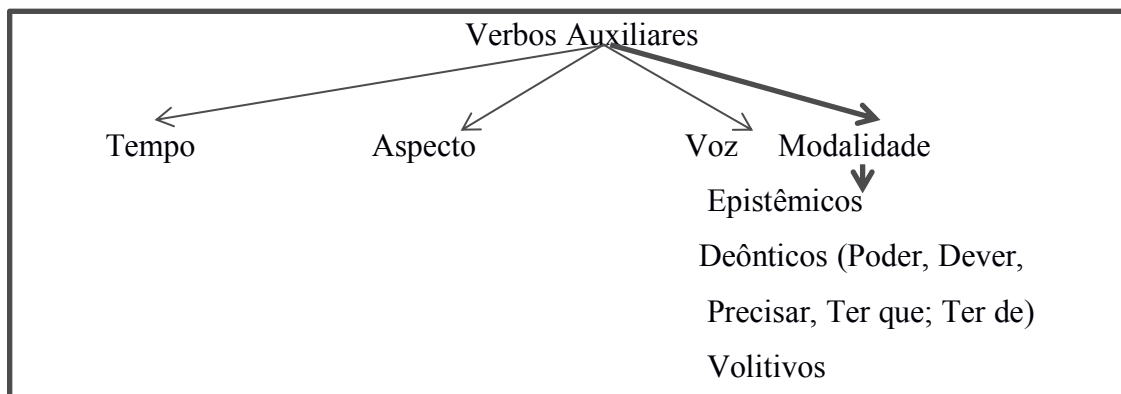 Verbos Auxiliares
Tempo Aspecto Voz Modalidade
Epistêmicos
Deônticos (Poder, Dever,
Precisar, Ter que; Ter de)
Volitivos